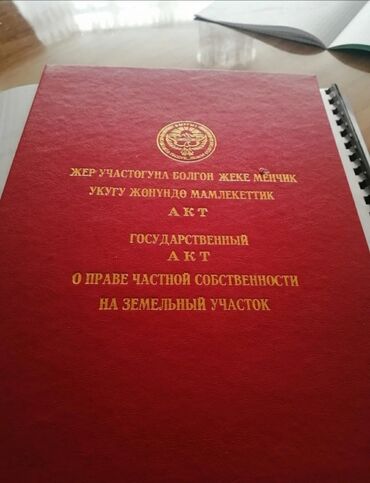 ЖЕР УЧАСТОГУНА БОЛГОН ЖЕКЕ МЕНЧИК
УКУГУ ЖӨНҮНДӨ МАМЛЕКЕТТИК
АКТ
ГОСУДАРСТВЕННЫЙ
АКТ
О ПРАВЕ ЧАСТНОЙ СОБСТВЕННОСТИ
НА ЗЕМЕЛЬНЫЙ УЧАСТОК